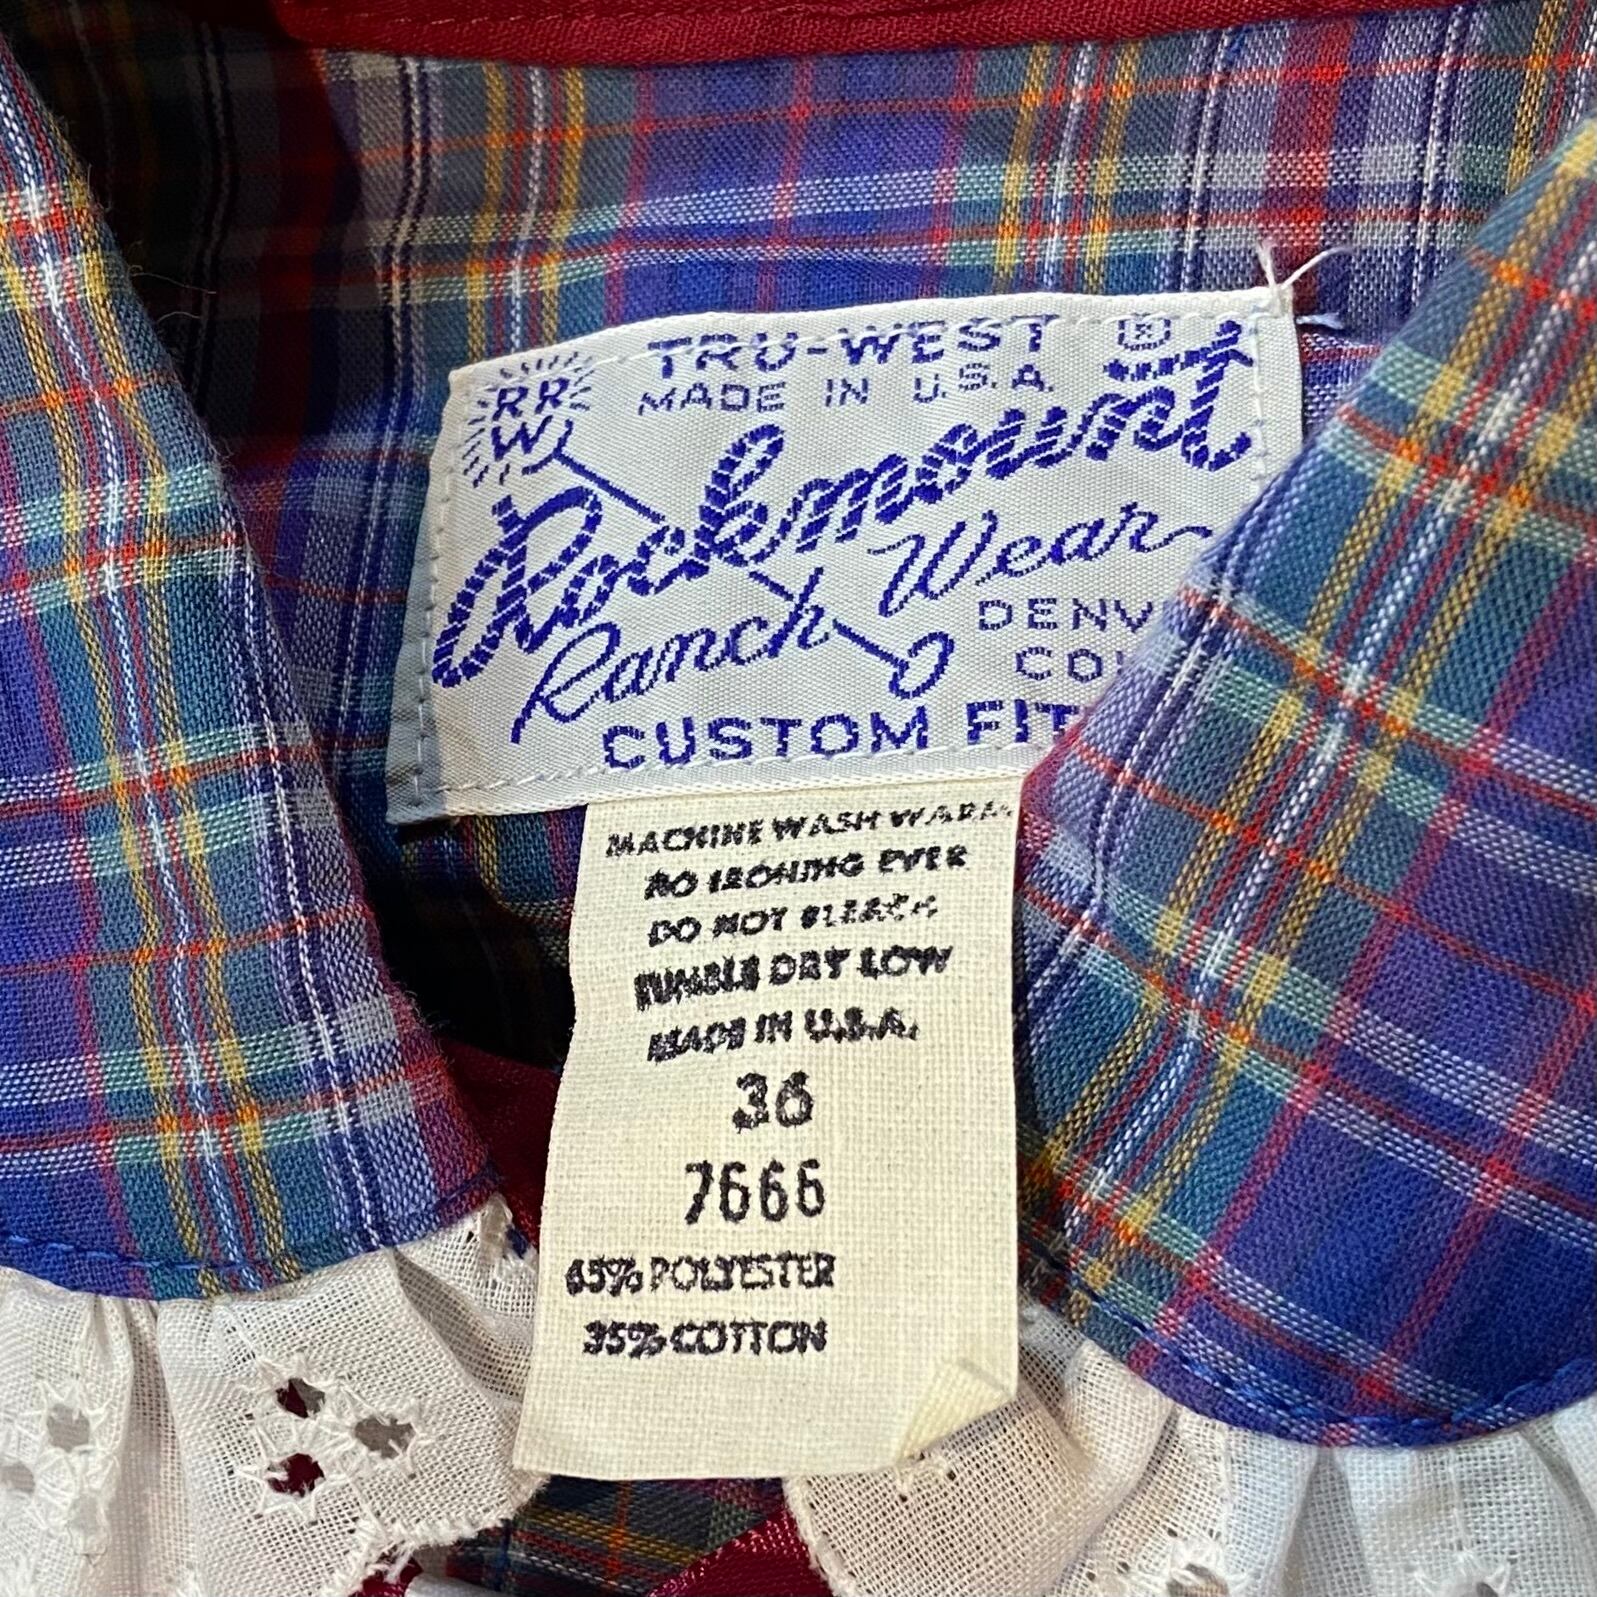 TRU-WEST ®
MADE IN U.S.A.
RR
W
Rockmount
Ranch Wear
DENV
CO
CUSTOM FIT
MACHINE WASH WARM
NO IRONING EVER
DO NOT BLEACH
TUMBLE DRY LOW
MADE IN U.S.A.
36
7666
65% POLYESTER
35% COTTON